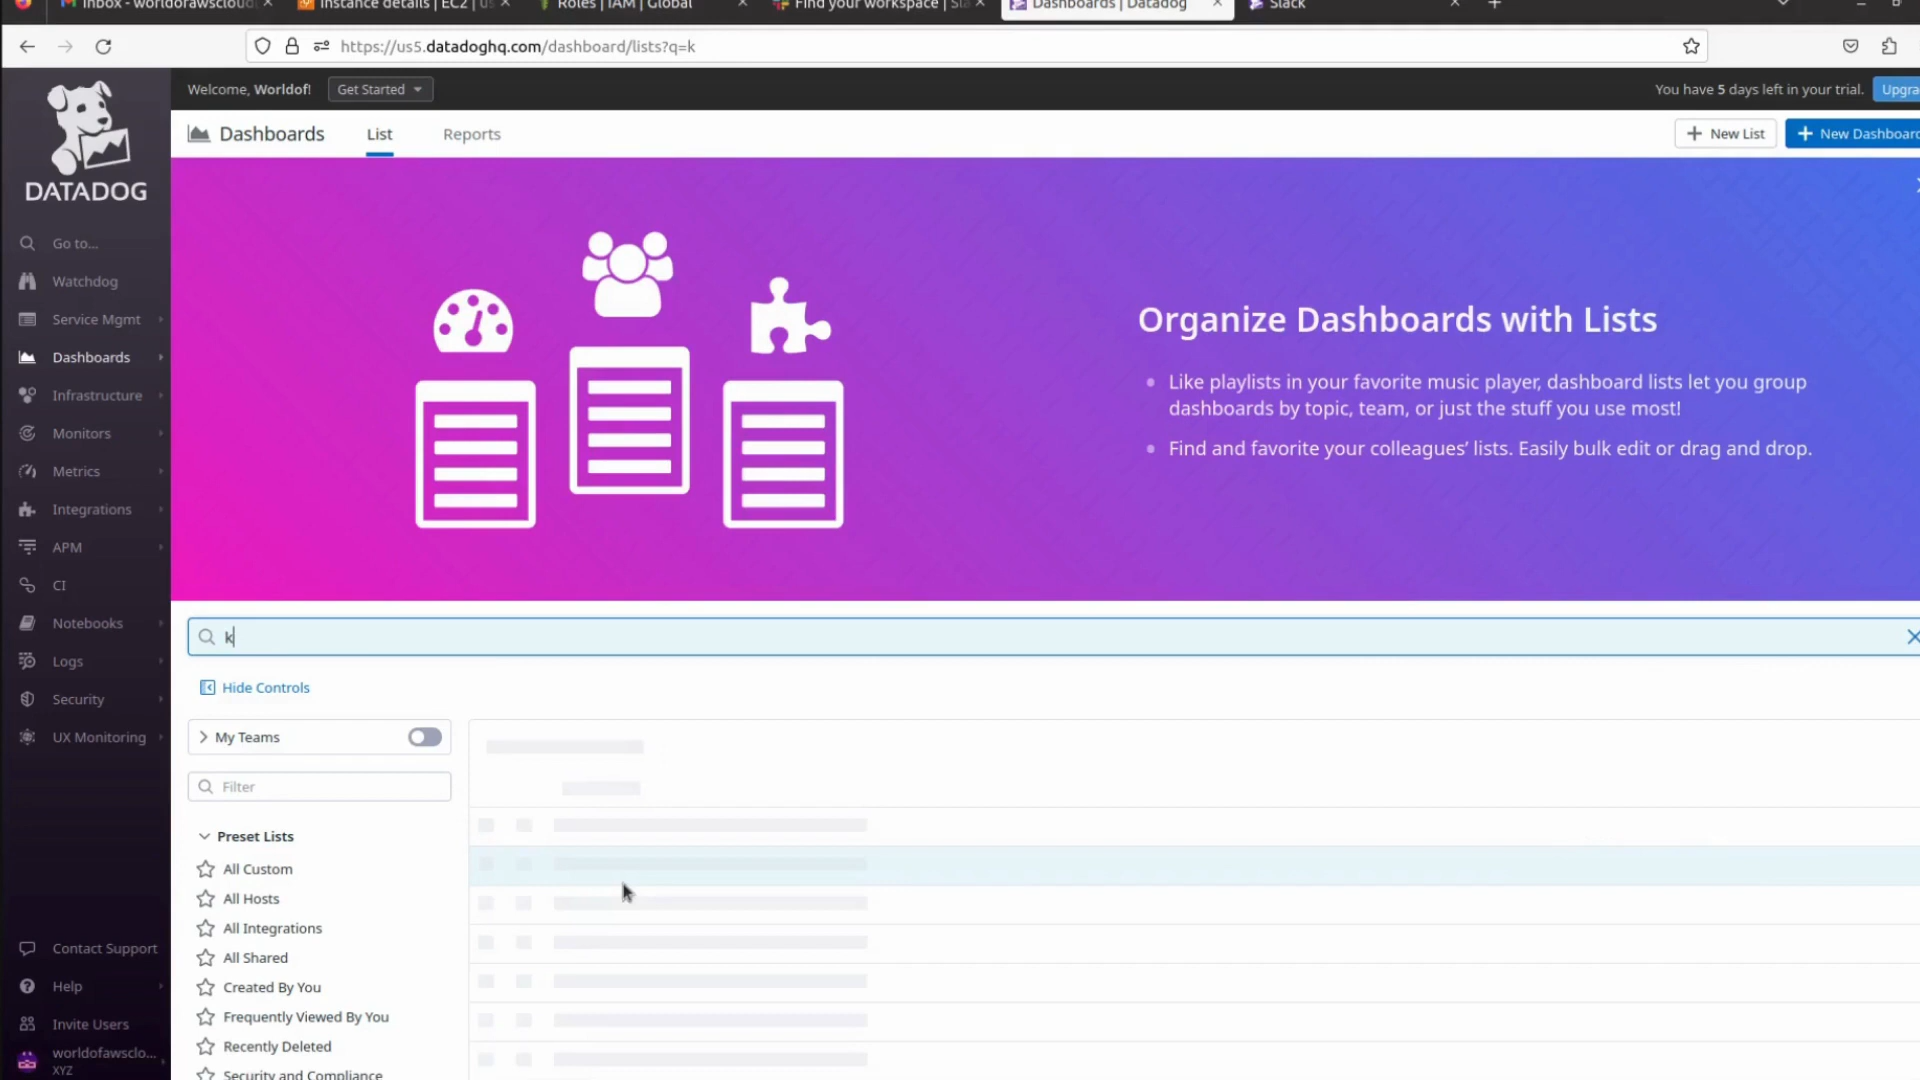 Inbox - worldofawscloud
Instance details | EC2 | us
Roles | IAM | Global
Find your workspace | Sla
Dashboards | Datadog
Slack
https://us5.datadoghq.com/dashboard/lists?q=k
DATADOG
Welcome, Worldof!
Get Started
You have 5 days left in your trial.
Upgra
Dashboards
List
Reports
New List
New Dashboard
Organize Dashboards with Lists
Like playlists in your favorite music player, dashboard lists let you group
dashboards by topic, team, or just the stuff you use most!
Find and favorite your colleagues' lists. Easily bulk edit or drag and drop.
Go to...
Watchdog
Service Mgmt
Dashboards
Infrastructure
Monitors
Metrics
Integrations
APM
CI
Notebooks
Logs
Security
UX Monitoring
Contact Support
Help
Invite Users
worldofawsclo...
XYZ
k
Hide Controls
My Teams
Filter
Preset Lists
All Custom
All Hosts
All Integrations
All Shared
Created By You
Frequently Viewed By You
Recently Deleted
Security and Compliance